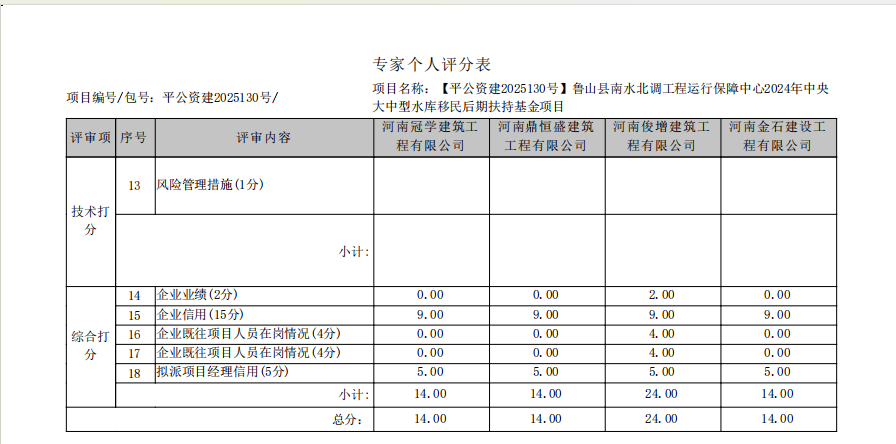 专家个人评分表
项目编号/包号：平公资建2025130号/
项目名称：【平公资建2025130号】鲁山县南水北调工程运行保障中心2024年中央
大中型水库移民后期扶持基金项目
评审项 序号 评审内容 河南冠学建筑工程有限公司 河南鼎恒盛建筑工程有限公司 河南俊增建筑工程有限公司 河南金石建设工程有限公司
技术打分
13 风险管理措施(1分)
小计:
综合打分
14 企业业绩(2分) 0.00 0.00 2.00 0.00
15 企业信用(15分) 9.00 9.00 9.00 9.00
16 企业既往项目人员在岗情况(4分) 0.00 0.00 4.00 0.00
17 企业既往项目人员在岗情况(4分) 0.00 0.00 4.00 0.00
18 拟派项目经理信用(5分) 5.00 5.00 5.00 5.00
小计: 14.00 14.00 24.00 14.00
总分: 14.00 14.00 24.00 14.00